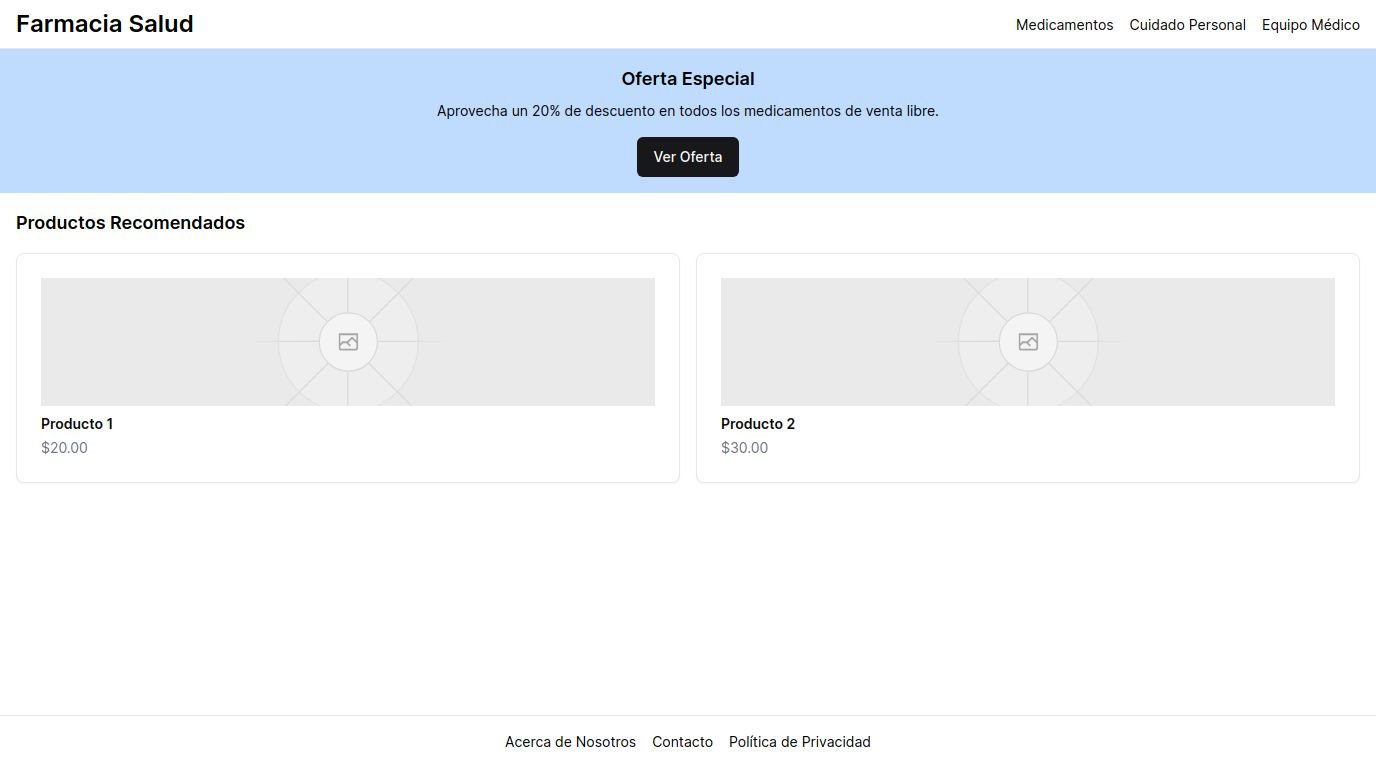 Farmacia Salud
Medicamentos Cuidado Personal Equipo Médico
Oferta Especial
Aprovecha un 20% de descuento en todos los medicamentos de venta libre.
Ver Oferta
Productos Recomendados
Producto 1
$20.00
Producto 2
$30.00
Acerca de Nosotros Contacto Política de Privacidad